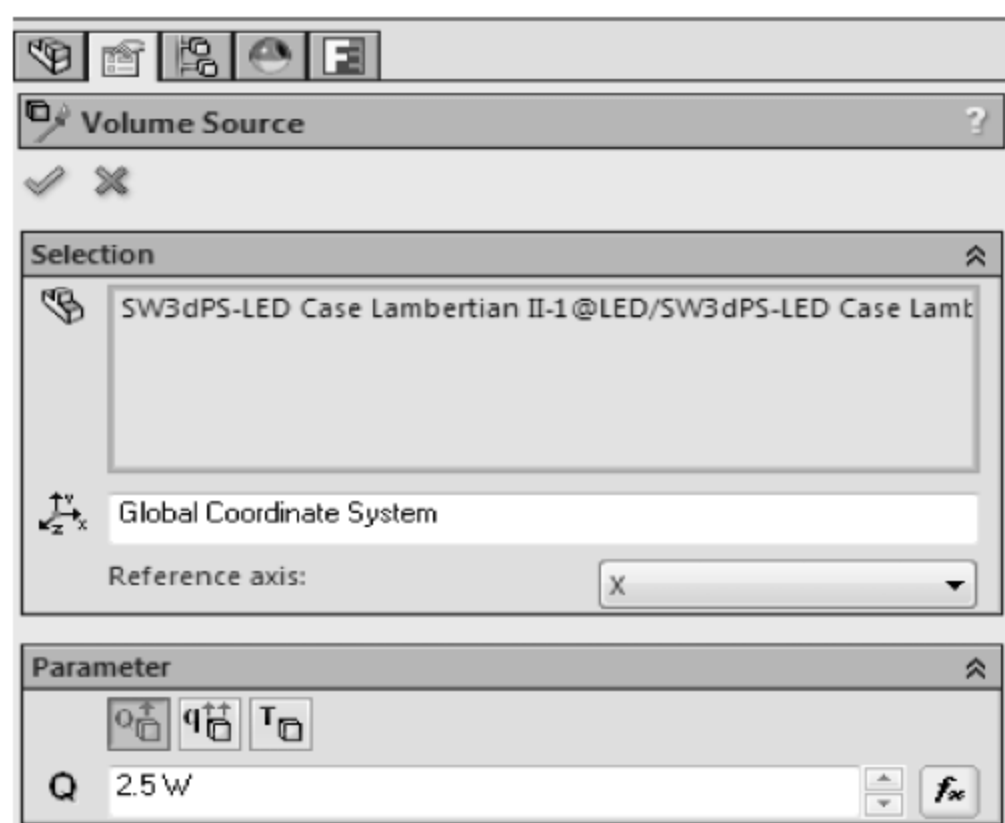 Volume Source
?
Selection
SW3dPS-LED Case Lambertian II-1@LED/SW3dPS-LED Case Lamb
Y
X
Z
Global Coordinate System
Reference axis:
X
Parameter
Q
q
T
Q
2.5 W
fx